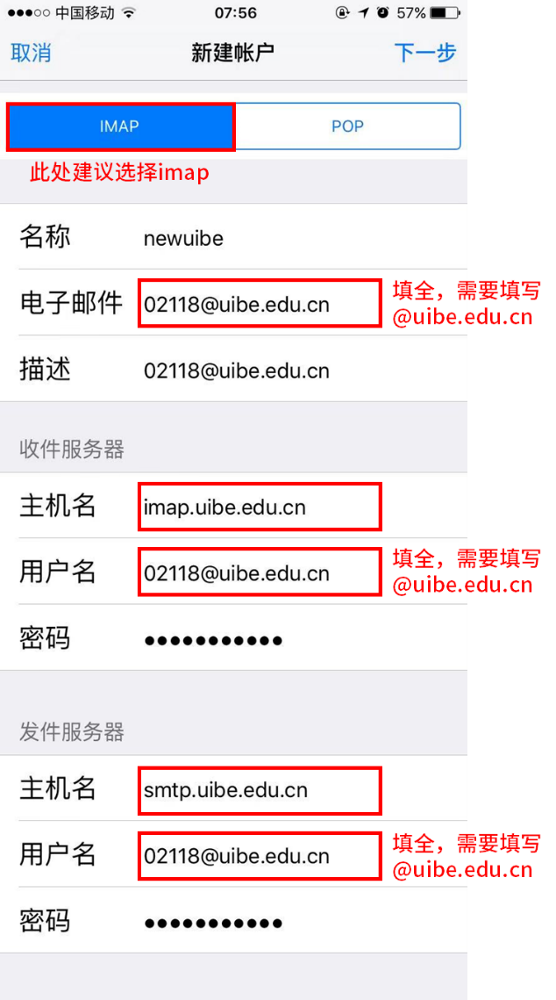 中国移动 07:56 57%
取消 新建帐户 下一步
IMAP POP
此处建议选择imap
名称 newuibe
电子邮件 02118@uibe.edu.cn 填全，需要填写
@uibe.edu.cn
描述 02118@uibe.edu.cn
收件服务器
主机名 imap.uibe.edu.cn
用户名 02118@uibe.edu.cn 填全，需要填写
@uibe.edu.cn
密码 ●●●●●●●●●●●
发件服务器
主机名 smtp.uibe.edu.cn
用户名 02118@uibe.edu.cn 填全，需要填写
@uibe.edu.cn
密码 ●●●●●●●●●●●